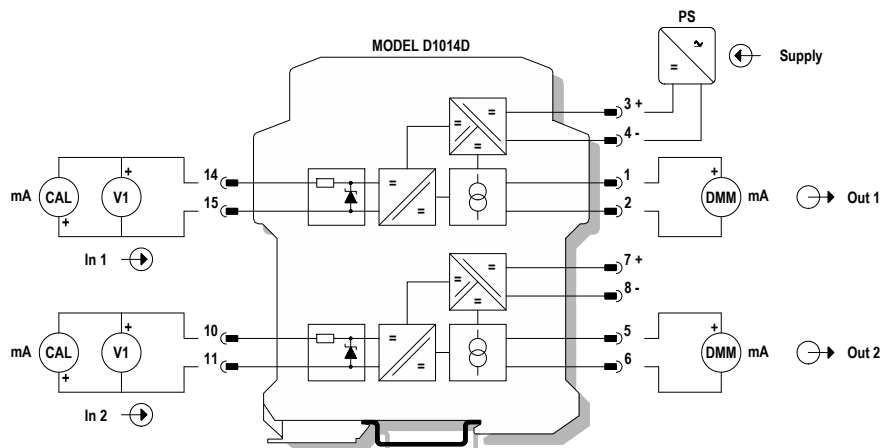 PS
MODEL D1014D
Supply
3 +
4 -
14
15
1
2
mA
CAL
+
+
V1
In 1
+
DMM
mA
Out 1
7 +
8 -
10
11
5
6
mA
CAL
+
+
V1
In 2
+
DMM
mA
Out 2